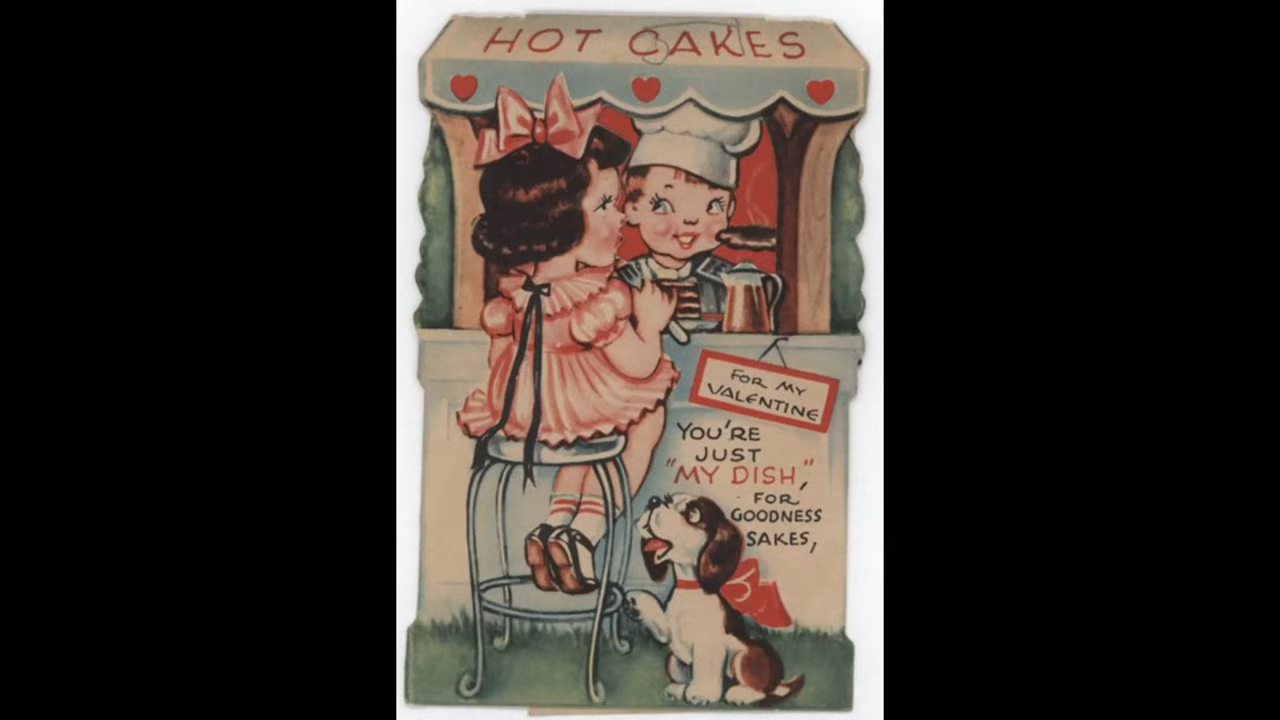 HOT CAKES
FOR MY
VALENTINE
YOU'RE
JUST
"MY DISH",
FOR
GOODNESS
SAKES,